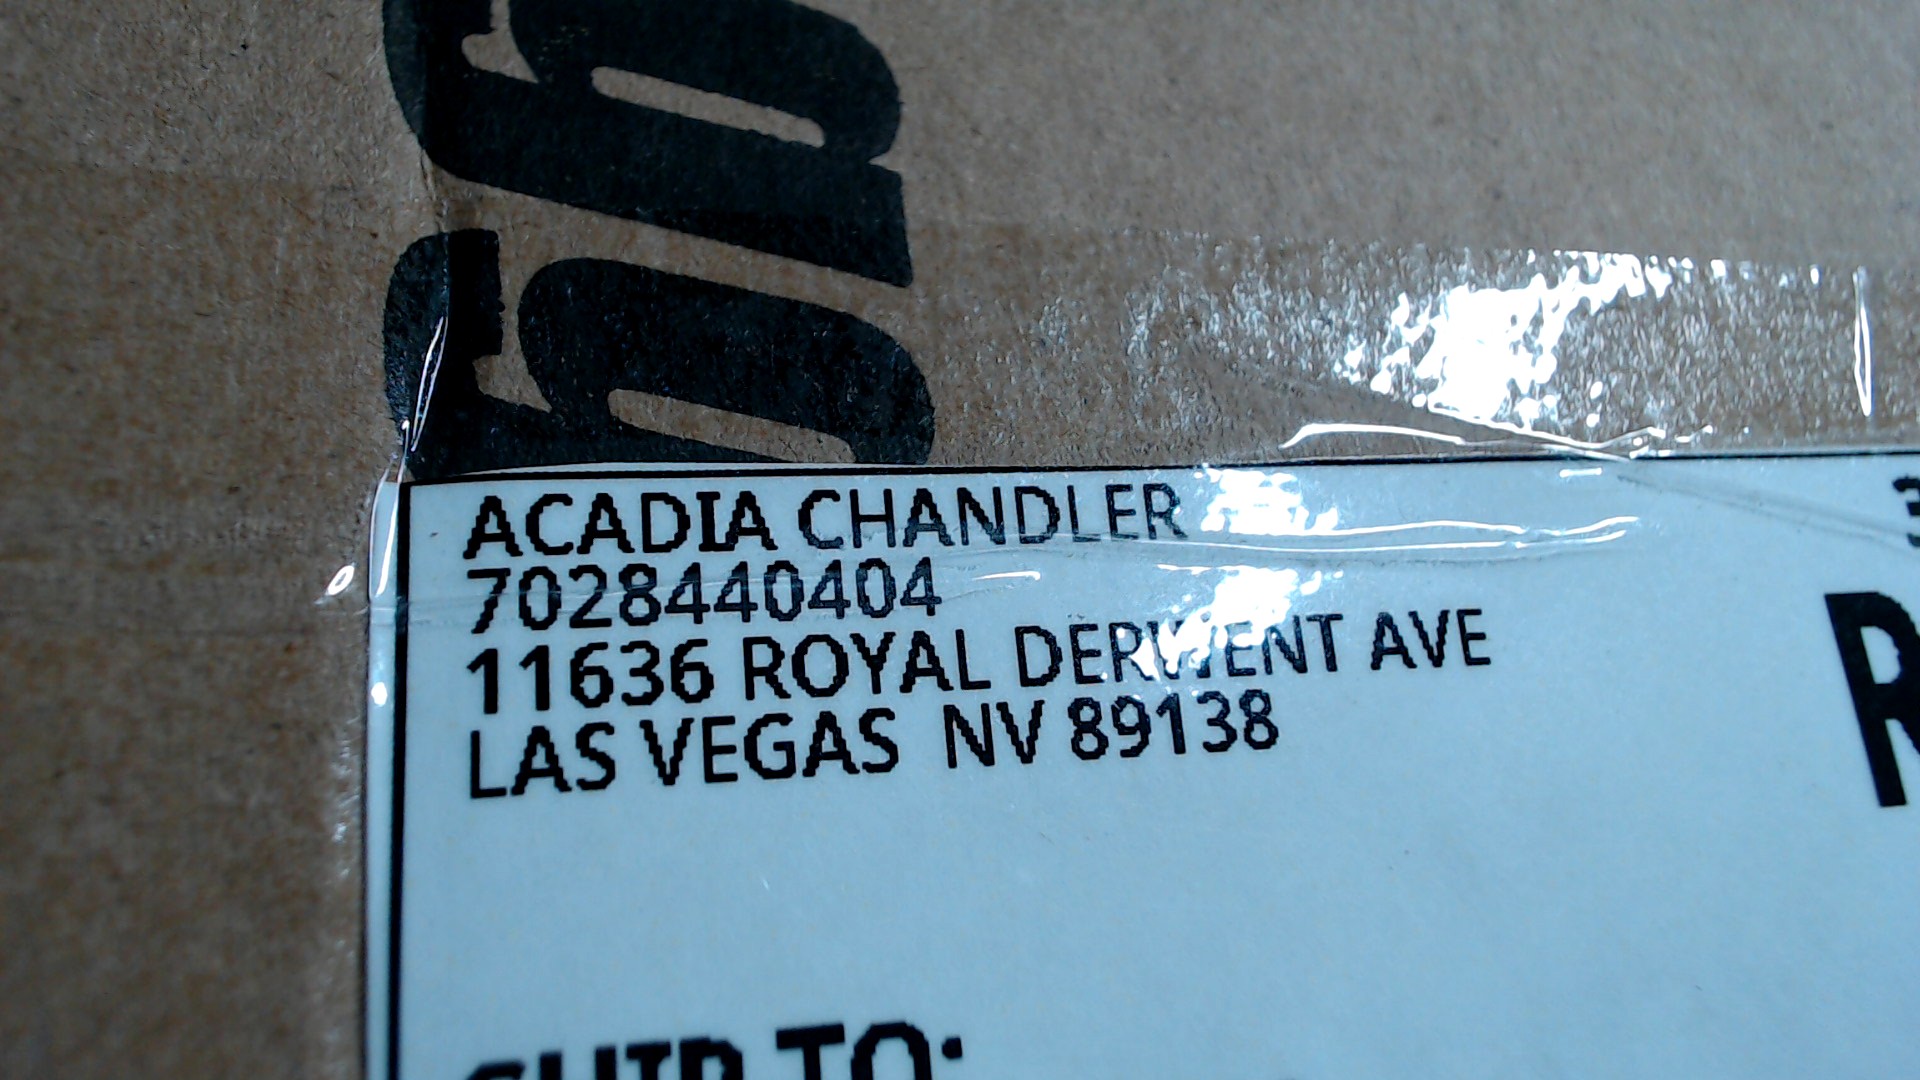 ACADIA CHANDLER
7028440404
11636 ROYAL DERWENT AVE
LAS VEGAS NV 89138
SHIP TO: